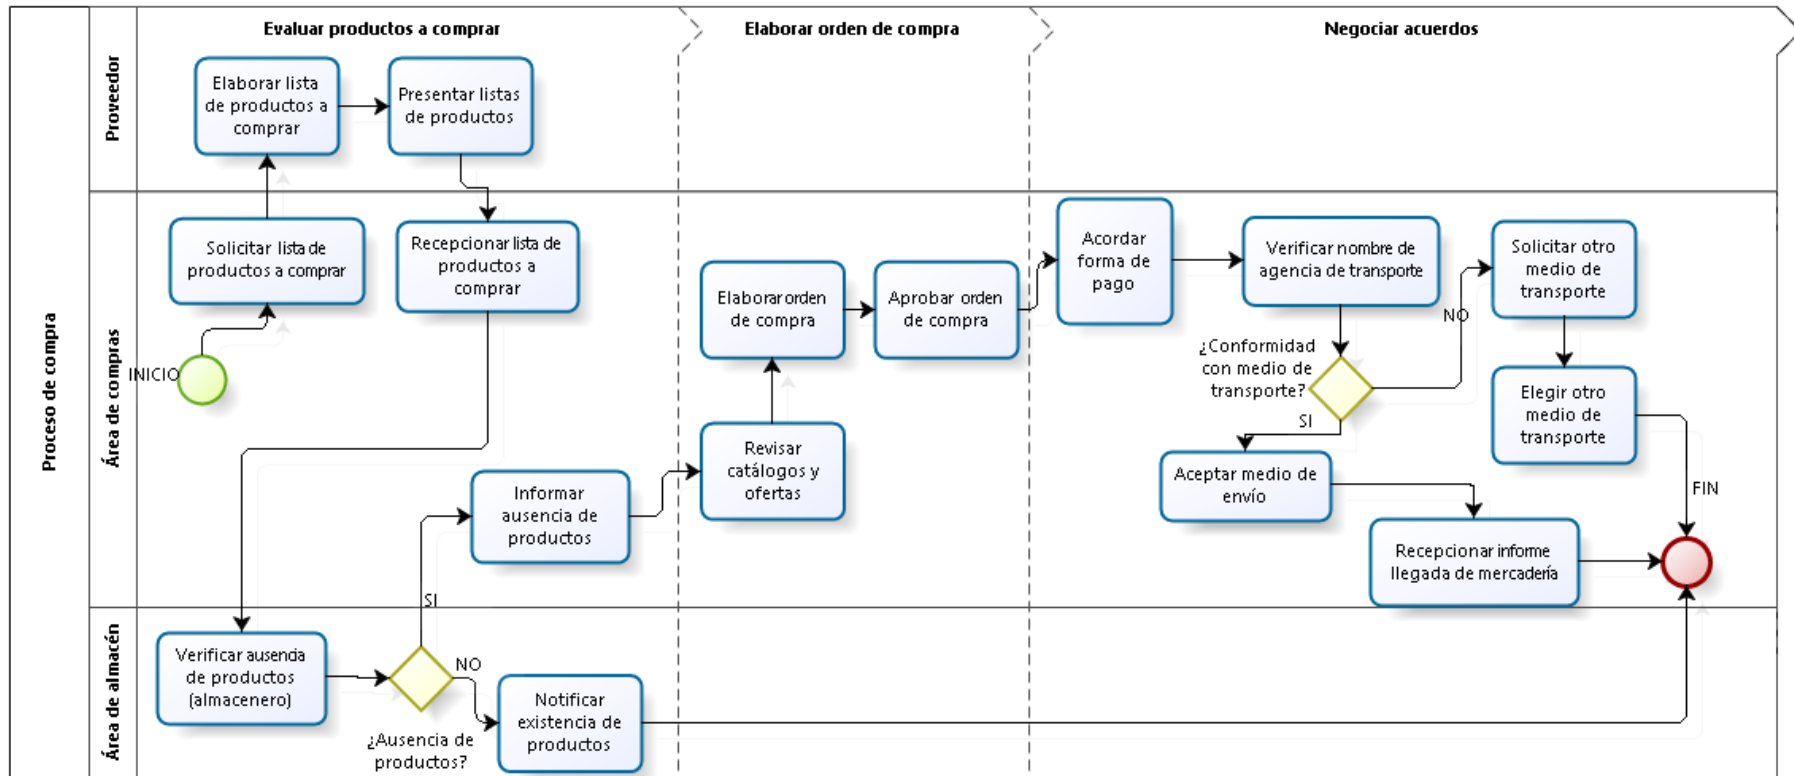 Evaluar productos a comprar
Elaborar orden de compra
Negociar acuerdos
Proceso de compra
Proveedor
Elaborar lista
de productos a
comprar
Presentar listas
de productos
Área de compras
Solicitar lista de
productos a comprar
Recepcionar lista de
productos a
comprar
INICIO
Informar
ausencia de
productos
SI
Elaborar orden
de compra
Aprobar orden
de compra
Revisar
catálogos y
ofertas
Acordar
forma de
pago
Verificar nombre de
agencia de transporte
Solicitar otro
medio de
transporte
NO
¿Conformidad
con medio de
transporte?
SI
Elegir otro
medio de
transporte
Aceptar medio de
envío
FIN
Recepcionar informe
llegada de mercadería
Área de almacén
Verificar ausencia
de productos
(almacenero)
NO
¿Ausencia de
productos?
Notificar
existencia de
productos